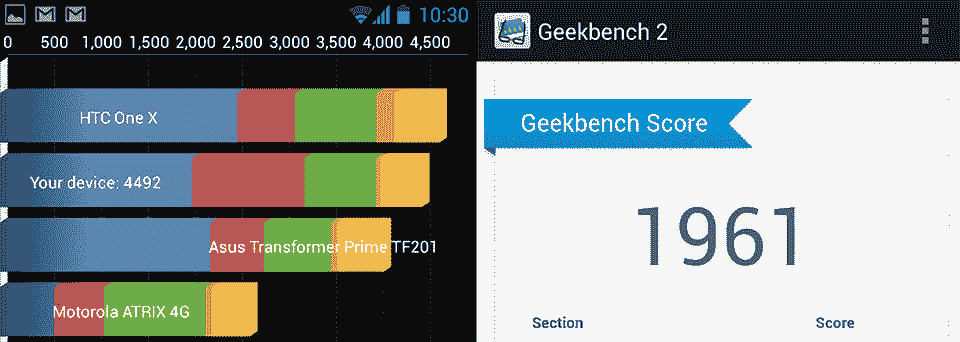 10:30
0 500 1,000 1,500 2,000 2,500 3,000 3,500 4,000 4,500
HTC One X
Your device: 4492
Asus Transformer Prime TF201
Motorola ATRIX 4G
Geekbench 2
Geekbench Score
1961
Section Score